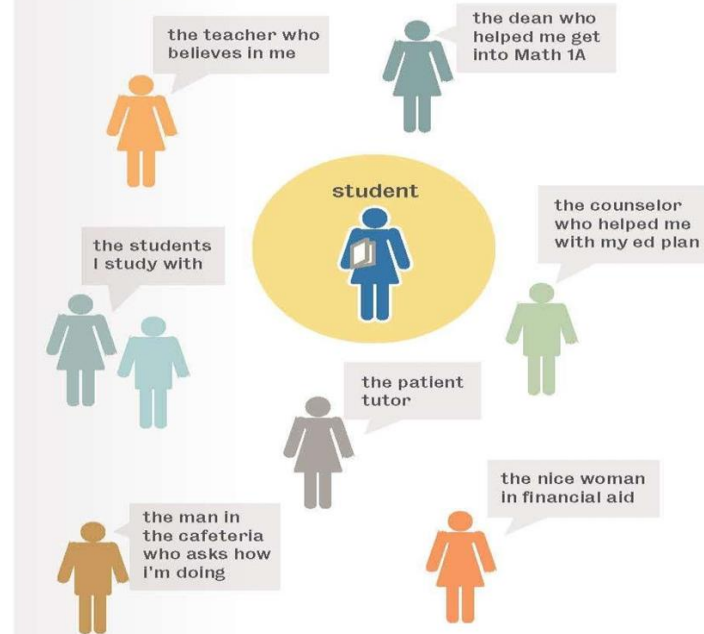 the teacher who
believes in me
the dean who
helped me get
into Math 1A
student
the counselor
who helped me
with my ed plan
the students
I study with
the patient
tutor
the nice woman
in financial aid
the man in
the cafeteria
who asks how
i'm doing